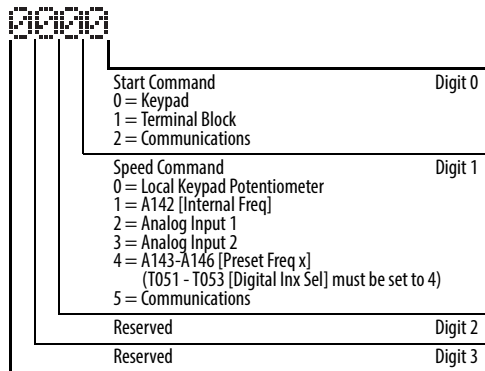 0000
Start Command Digit 0
0 = Keypad
1 = Terminal Block
2 = Communications
Speed Command Digit 1
0 = Local Keypad Potentiometer
1 = A142 [Internal Freq]
2 = Analog Input 1
3 = Analog Input 2
4 = A143-A146 [Preset Freq x]
(T051 - T053 [Digital Inx Sel] must be set to 4)
5 = Communications
Reserved Digit 2
Reserved Digit 3